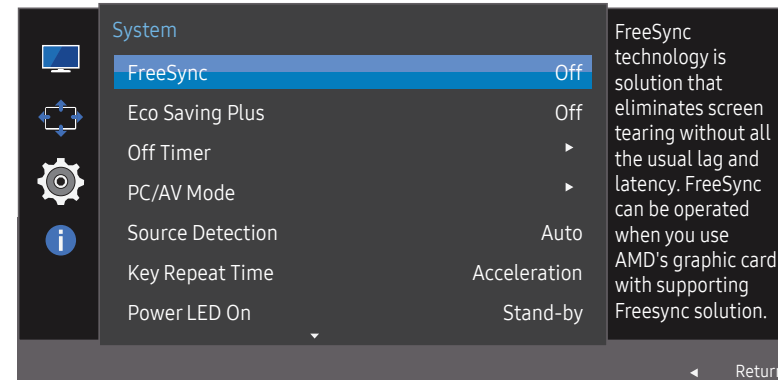 System
FreeSync Off
Eco Saving Plus Off
Off Timer
PC/AV Mode
Source Detection Auto
Key Repeat Time Acceleration
Power LED On Stand-by
FreeSync
technology is
solution that
eliminates screen
tearing without all
the usual lag and
latency. FreeSync
can be operated
when you use
AMD's graphic card
with supporting
Freesync solution.
Return